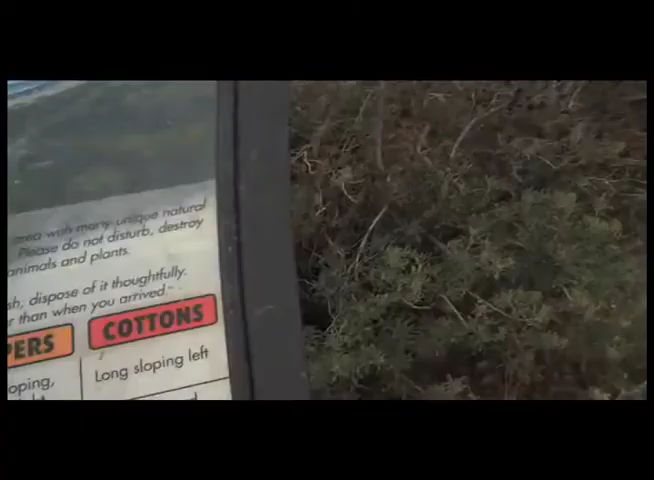 area with many unique natural
Please do not disturb, destroy
animals and plants.
sh, dispose of it thoughtfully.
r than when you arrived
PERS COTTONS
oping, Long sloping left